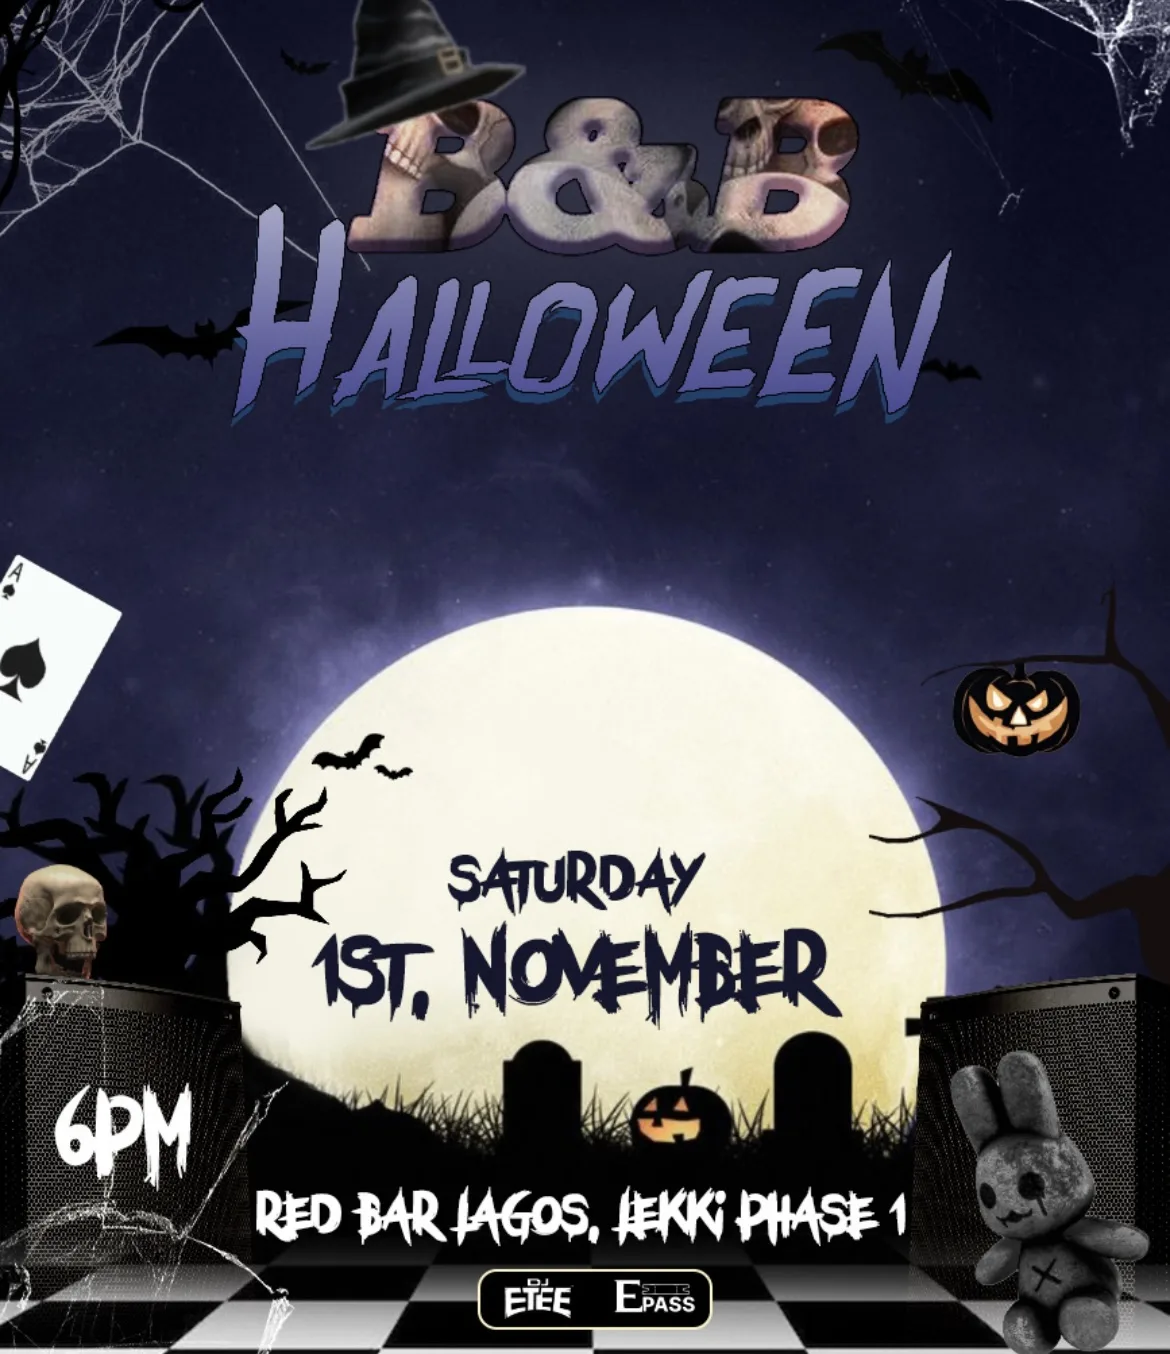 B&B
HALLOWEEN
A
A
SATURDAY
1ST, NOVEMBER
6PM
RED BAR LAGOS, LEKKi PHASE 1
DJ
ETEE
EPASS